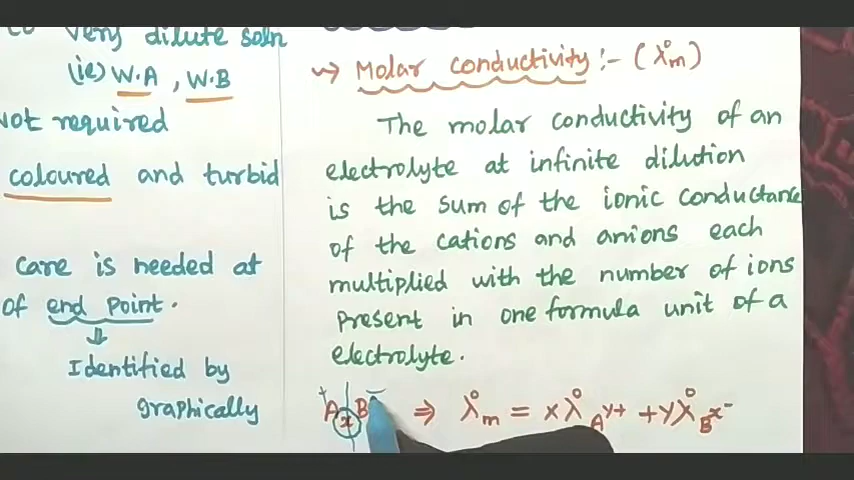 to very dilute soln
(ie) W.A , W.B
Not required
coloured and turbid
care is needed at
of end point.
Identified by
graphically
→ Molar conductivity :- (λ°m)
The molar conductivity of an
electrolyte at infinite dilution
is the sum of the ionic conductance
of the cations and anions each
multiplied with the number of ions
present in one formula unit of a
electrolyte.
+ A x B − ⇒ λ°m = xλ°A^y+ + yλ°B^x-